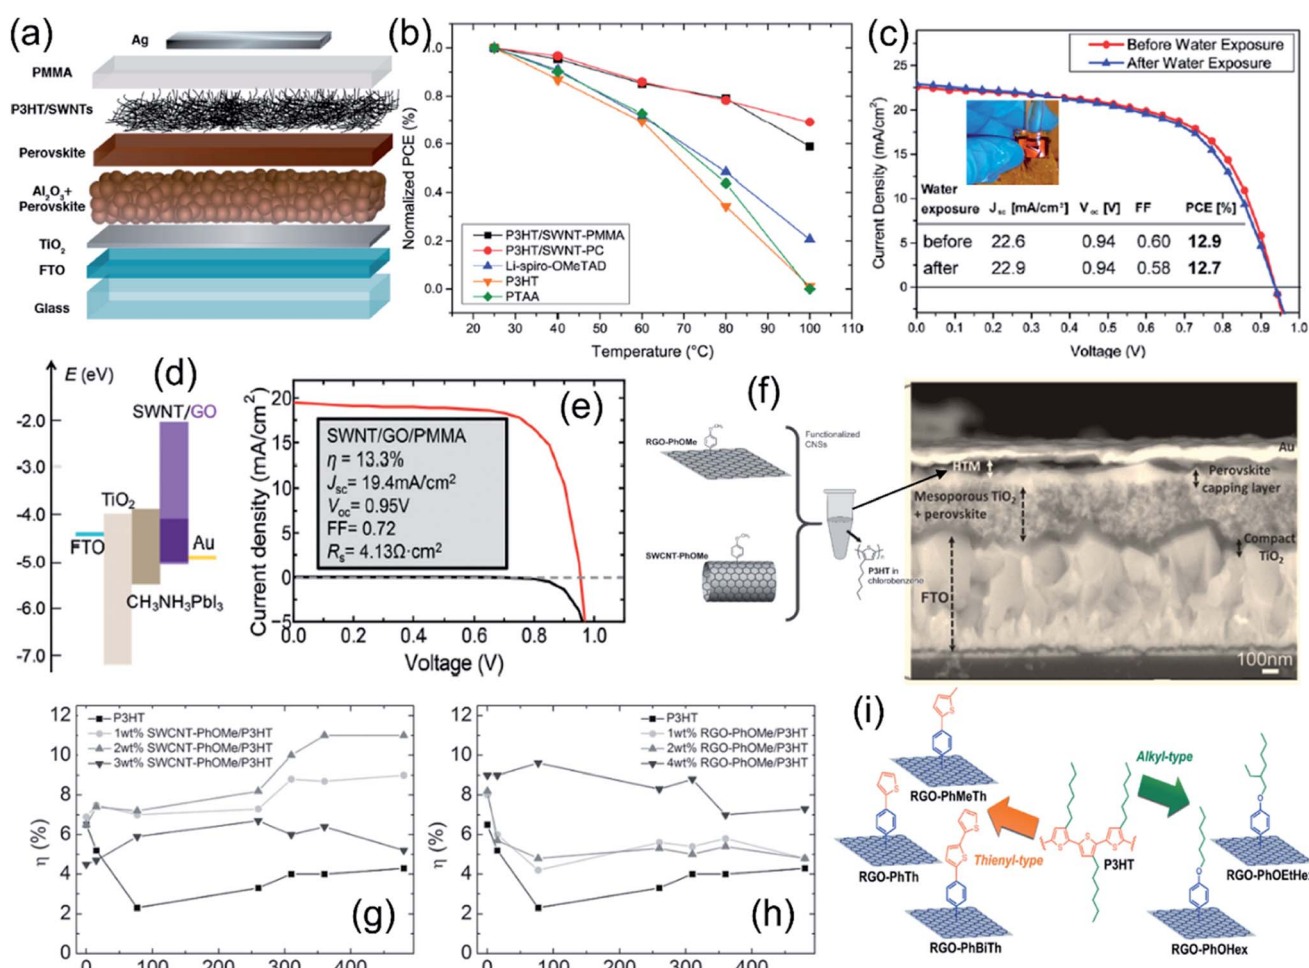 (a)
Ag
PMMA
P3HT/SWNTs
Perovskite
Al2O3+
Perovskite
TiO2
FTO
Glass
(b)
Normalized PCE (%)
1.0
0.8
0.6
0.4
0.2
0.0
P3HT/SWNT-PMMA
P3HT/SWNT-PC
Li-spiro-OMeTAD
P3HT
PTAA
20 30 40 50 60 70 80 90 100 110
Temperature (°C)
(c)
Current Density (mA/cm²)
25
20
15
10
5
0
Before Water Exposure
After Water Exposure
Water
exposure Jsc [mA/cm³] Voc [V] FF PCE [%]
before 22.6 0.94 0.60 12.9
after 22.9 0.94 0.58 12.7
0.0 0.1 0.2 0.3 0.4 0.5 0.6 0.7 0.8 0.9 1.0
Voltage (V)
(d)
E (eV)
-2.0
-3.0
-4.0
-5.0
-6.0
-7.0
SWNT/GO
TiO2
FTO
Au
CH3NH3PbI3
(e)
Current density (mA/cm²)
20
15
10
5
0
-5
SWNT/GO/PMMA
η = 13.3%
Jsc= 19.4mA/cm²
Voc= 0.95V
FF= 0.72
Rs= 4.13Ω·cm²
0.0 0.2 0.4 0.6 0.8 1.0
Voltage (V)
(f)
RGO-PhOMe
SWCNT-PhOMe
Functionalized
CNSs
P3HT in
chlorobenzene
Au
HTM
Perovskite
capping layer
Mesoporous TiO2
+ perovskite
Compact
TiO2
FTO
100nm
(g)
η (%)
12
10
8
6
4
2
0
P3HT
1wt% SWCNT-PhOMe/P3HT
2wt% SWCNT-PhOMe/P3HT
3wt% SWCNT-PhOMe/P3HT
0 100 200 300 400
(h)
η (%)
12
10
8
6
4
2
0
P3HT
1wt% RGO-PhOMe/P3HT
2wt% RGO-PhOMe/P3HT
4wt% RGO-PhOMe/P3HT
0 100 200 300 400
(i)
RGO-PhMeTh
RGO-PhTh
RGO-PhBiTh
Thienyl-type
P3HT
Alkyl-type
RGO-PhOEtHex
RGO-PhOHex